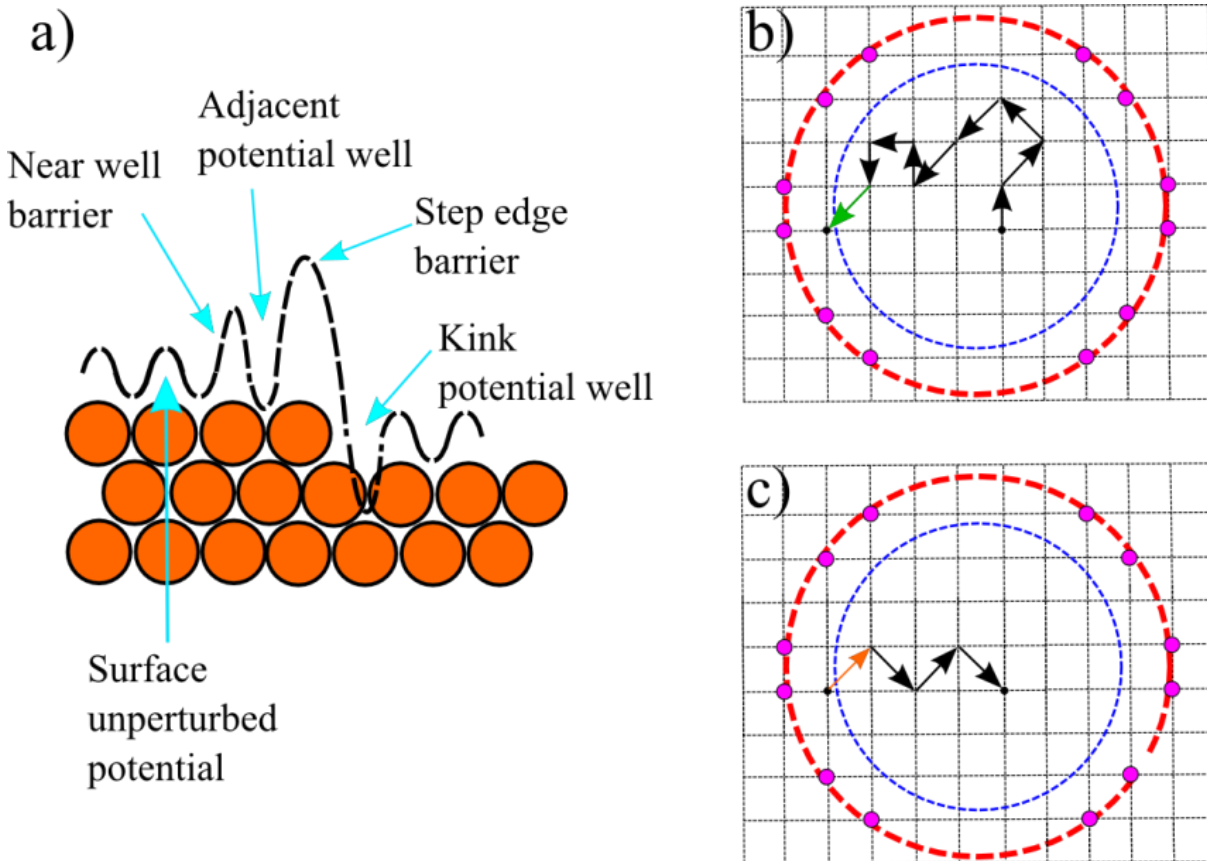 a)
Near well
barrier
Adjacent
potential well
Step edge
barrier
Kink
potential well
Surface
unperturbed
potential
b)
c)